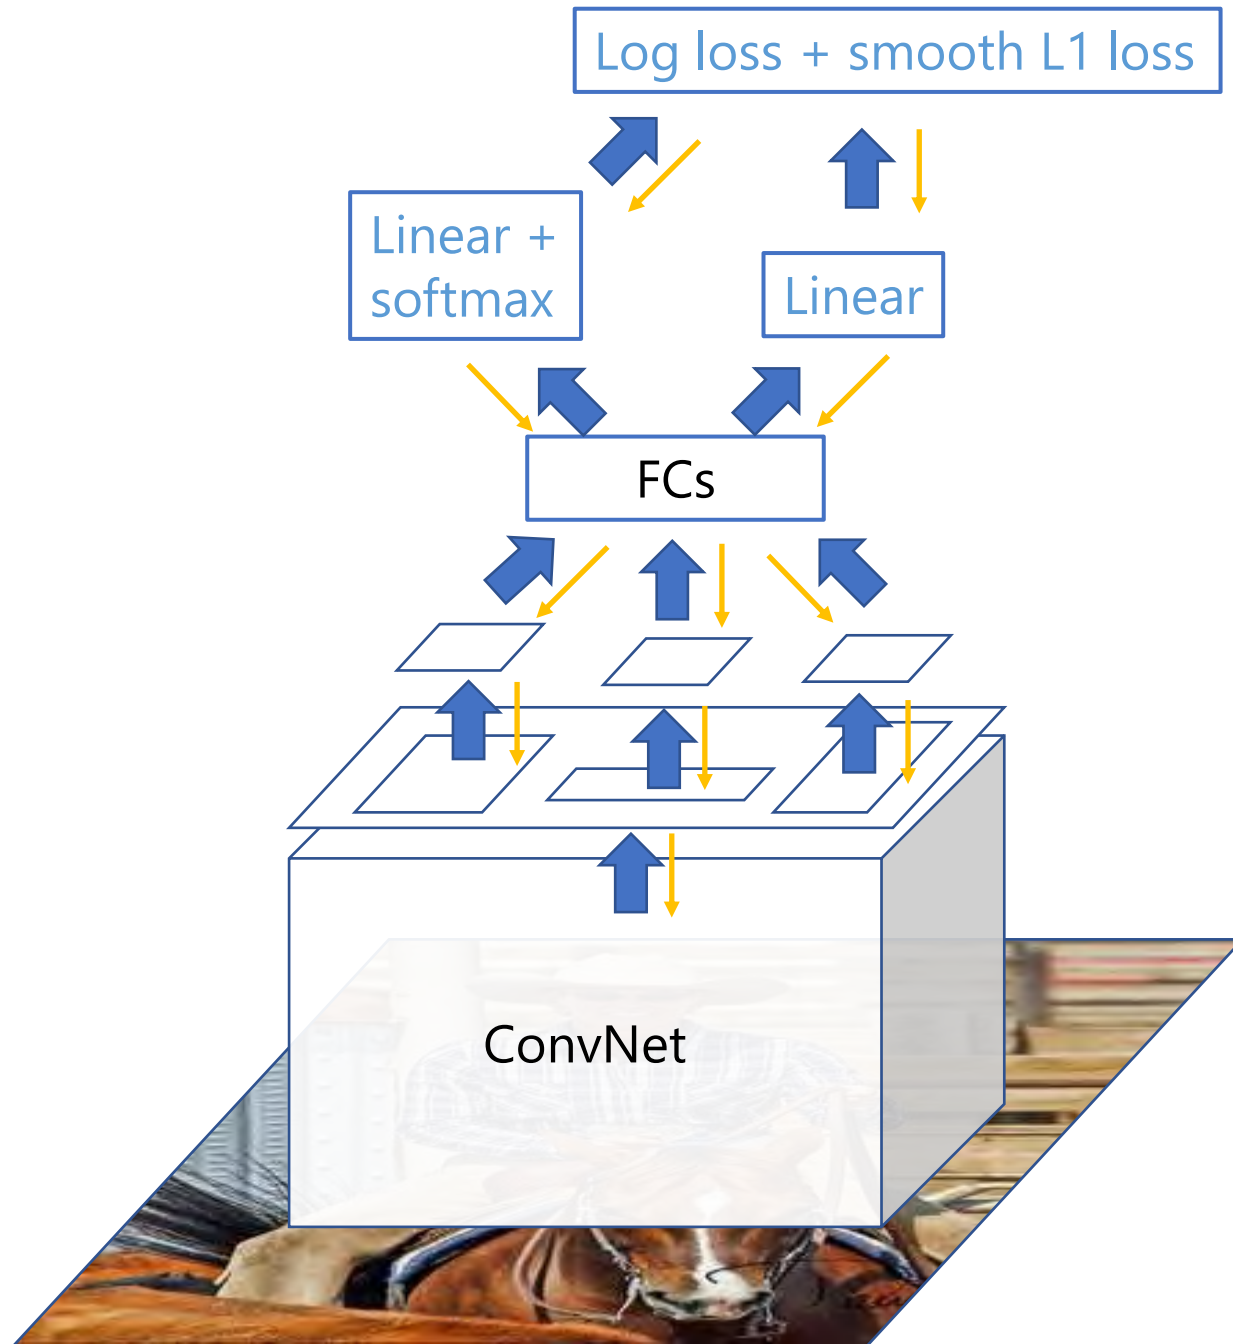 Log loss + smooth L1 loss
Linear +
softmax
Linear
FCs
ConvNet